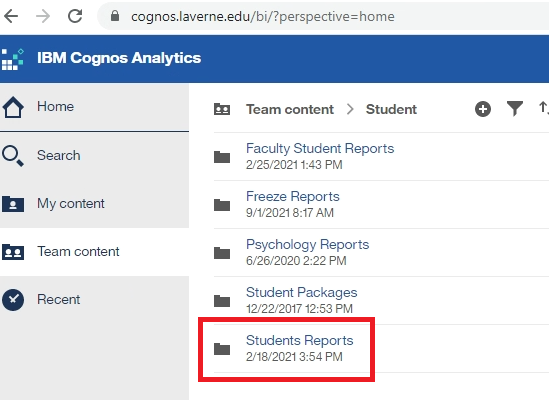 cognos.laverne.edu/bi/?perspective=home
IBM Cognos Analytics
Home
Search
My content
Team content
Recent
Team content > Student
Faculty Student Reports
2/25/2021 1:43 PM
Freeze Reports
9/1/2021 8:17 AM
Psychology Reports
6/26/2020 2:22 PM
Student Packages
12/22/2017 12:53 PM
Students Reports
2/18/2021 3:54 PM